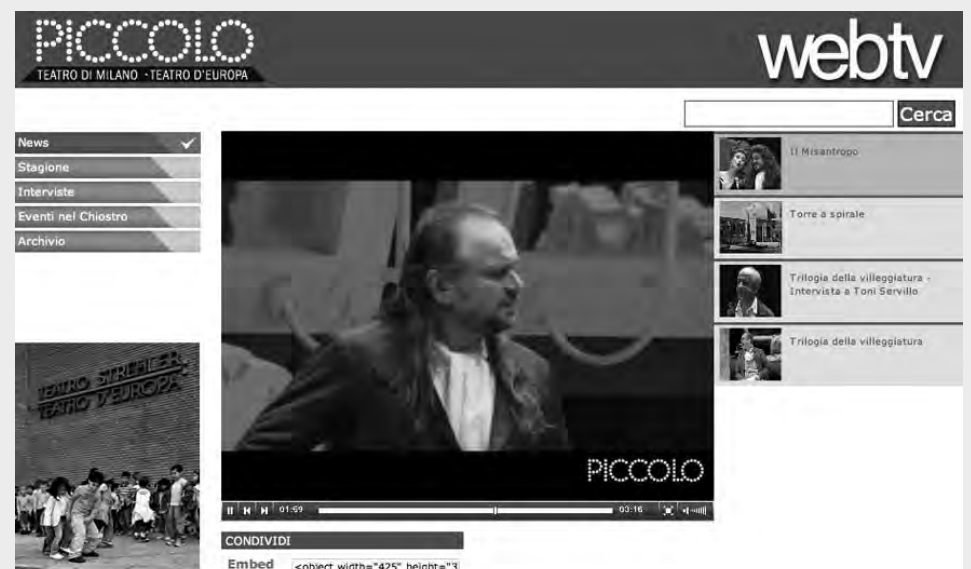 PICCOLO
TEATRO DI MILANO · TEATRO D'EUROPA
webtv
Cerca
News
Stagione
Interviste
Eventi nel Chiostro
Archivio
TEATRO STREHLER
TEATRO D'EUROPA
PICCOLO
01:59
03:16
CONDIVIDI
Embed
<object width="425" height="3
Il Misantropo
Torre a spirale
Trilogia della villeggiatura -
Intervista a Toni Servillo
Trilogia della villeggiatura